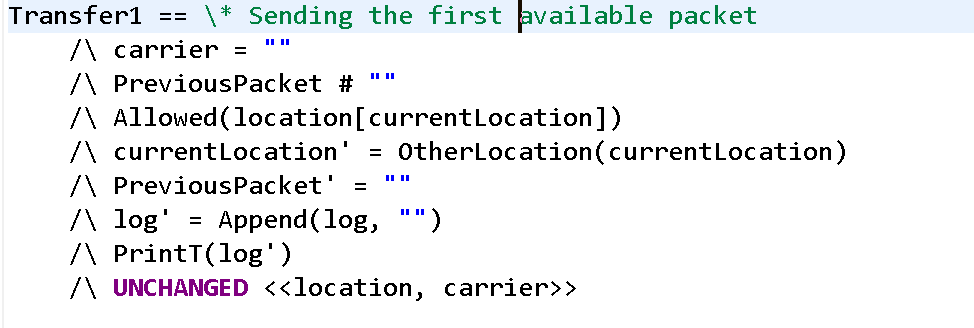 Transfer1 == \* Sending the first available packet
/\ carrier = ""
/\ PreviousPacket # ""
/\ Allowed(location[currentLocation])
/\ currentLocation' = OtherLocation(currentLocation)
/\ PreviousPacket' = ""
/\ log' = Append(log, "")
/\ PrintT(log')
/\ UNCHANGED <<location, carrier>>